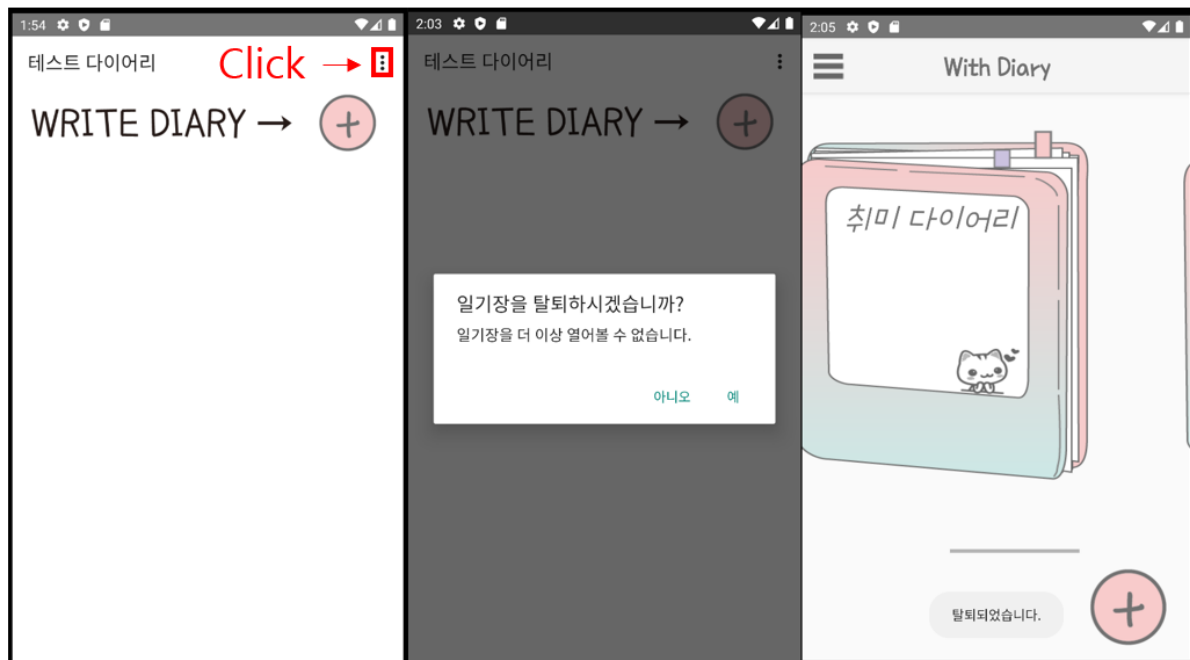 1:54
테스트 다이어리
Click →
WRITE DIARY →
2:03
테스트 다이어리
WRITE DIARY →
일기장을 탈퇴하시겠습니까?
일기장을 더 이상 열어볼 수 없습니다.
아니오 예
2:05
With Diary
취미 다이어리
탈퇴되었습니다.